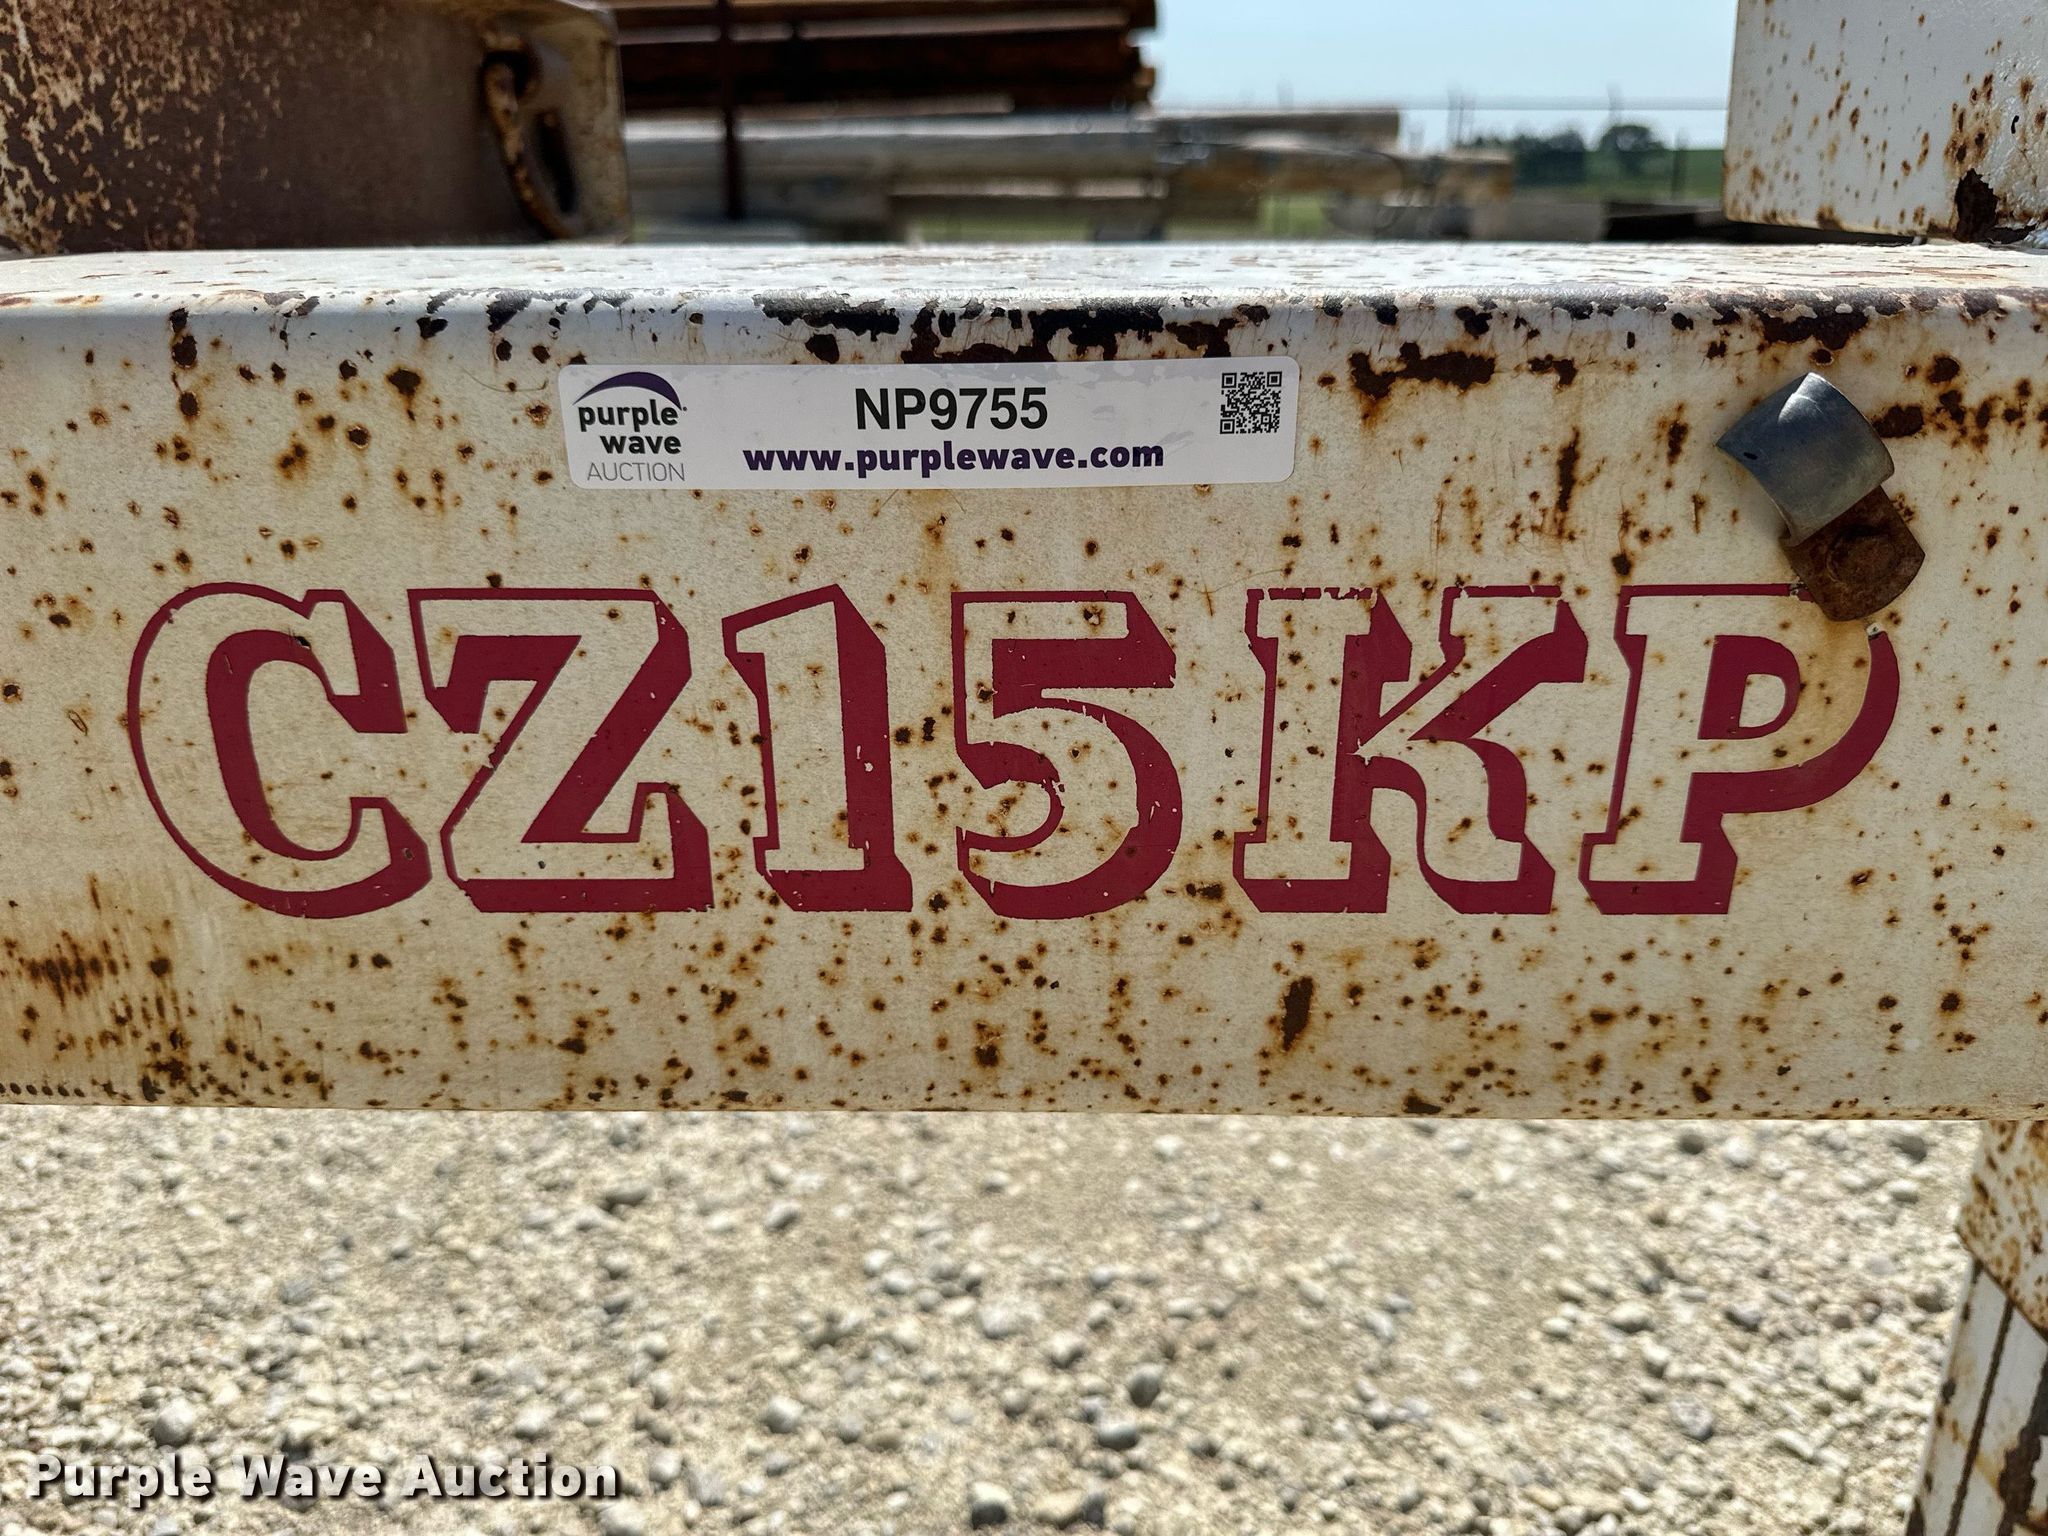 purple
wave
AUCTION
NP9755
www.purplewave.com
CZ15KP
Purple Wave Auction